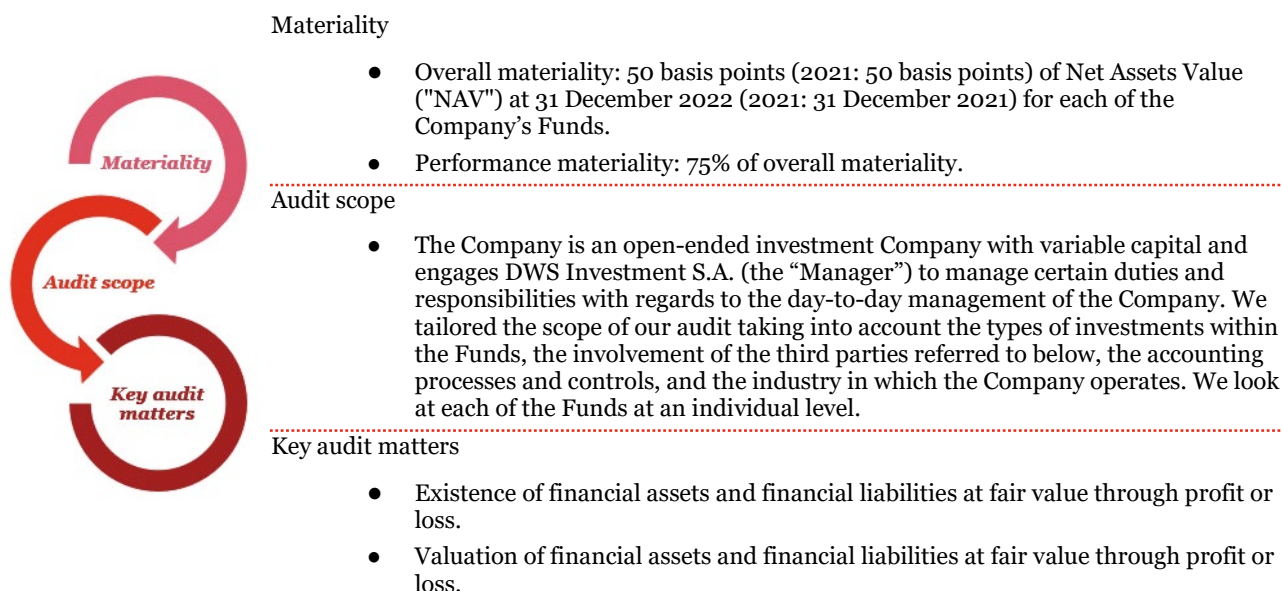 Materiality
● Overall materiality: 50 basis points (2021: 50 basis points) of Net Assets Value
("NAV") at 31 December 2022 (2021: 31 December 2021) for each of the
Company’s Funds.
● Performance materiality: 75% of overall materiality.
Audit scope
● The Company is an open-ended investment Company with variable capital and
engages DWS Investment S.A. (the “Manager”) to manage certain duties and
responsibilities with regards to the day-to-day management of the Company. We
tailored the scope of our audit taking into account the types of investments within
the Funds, the involvement of the third parties referred to below, the accounting
processes and controls, and the industry in which the Company operates. We look
at each of the Funds at an individual level.
Key audit matters
● Existence of financial assets and financial liabilities at fair value through profit or
loss.
● Valuation of financial assets and financial liabilities at fair value through profit or
loss.
Materiality
Audit scope
Key audit
matters